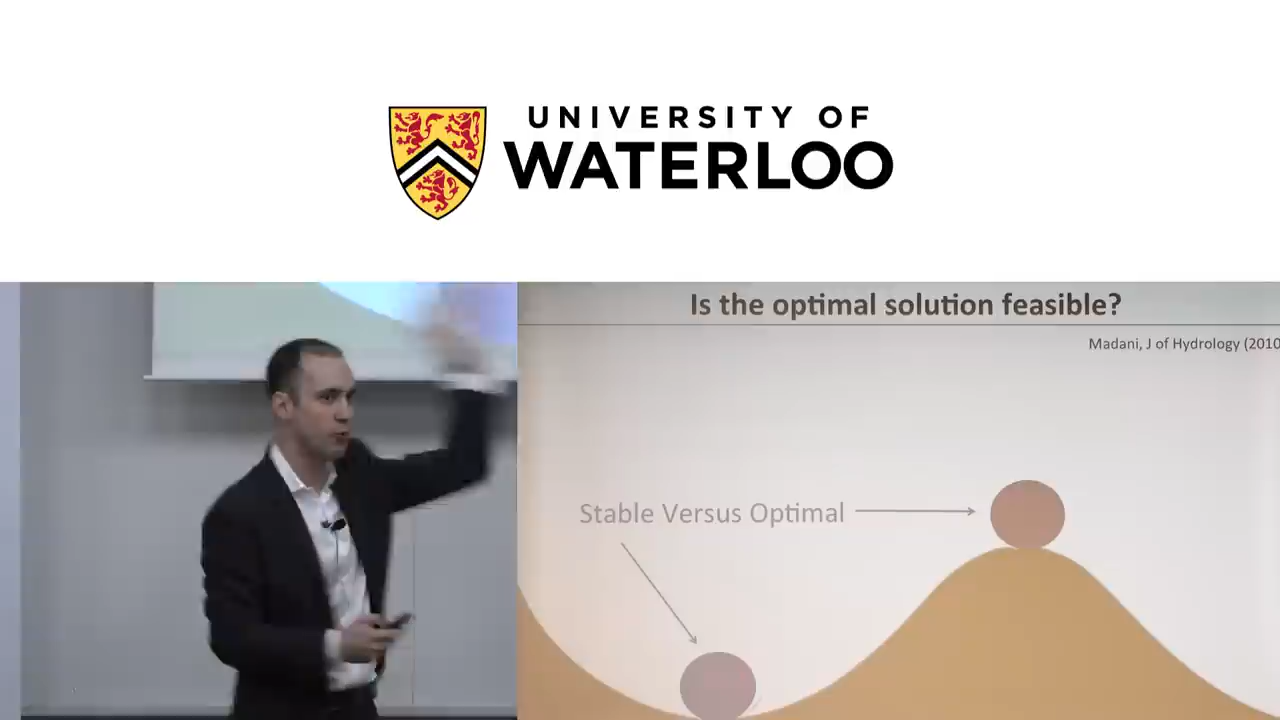 UNIVERSITY OF
WATERLOO
Is the optimal solution feasible?
Madani, J of Hydrology (2010
Stable Versus Optimal